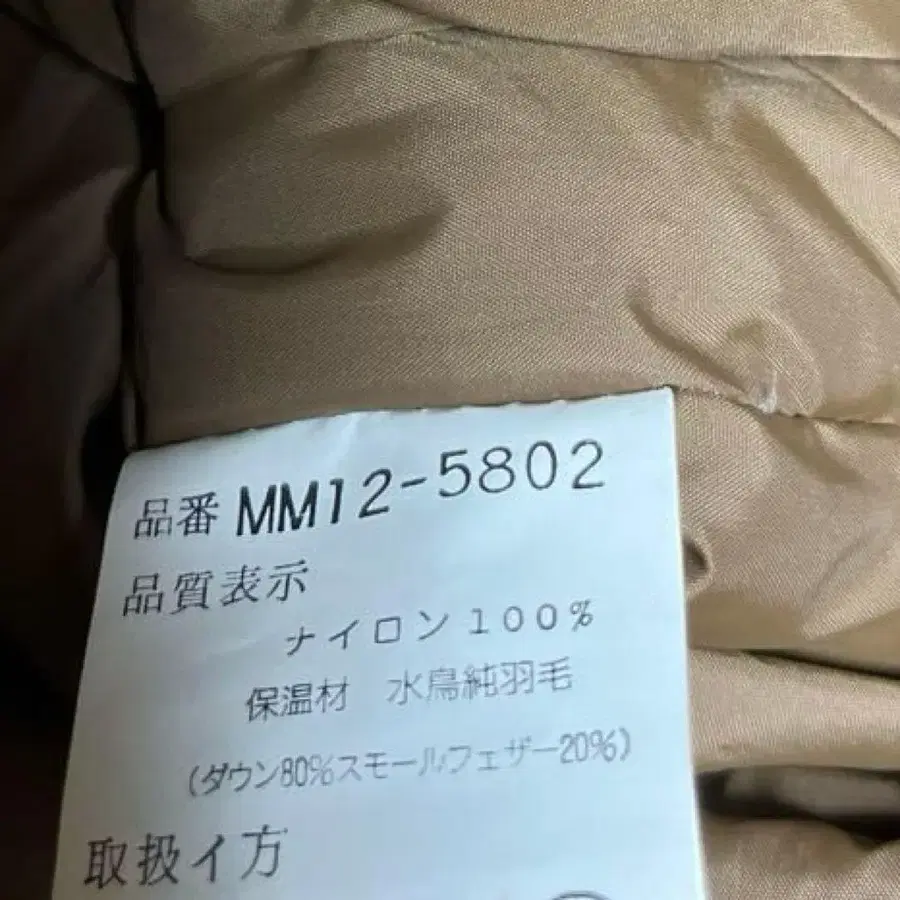 品番 MM12-5802
品質表示
ナイロン100%
保温材 水鳥純羽毛
(ダウン80%スモールフェザー20%)
取扱イ方